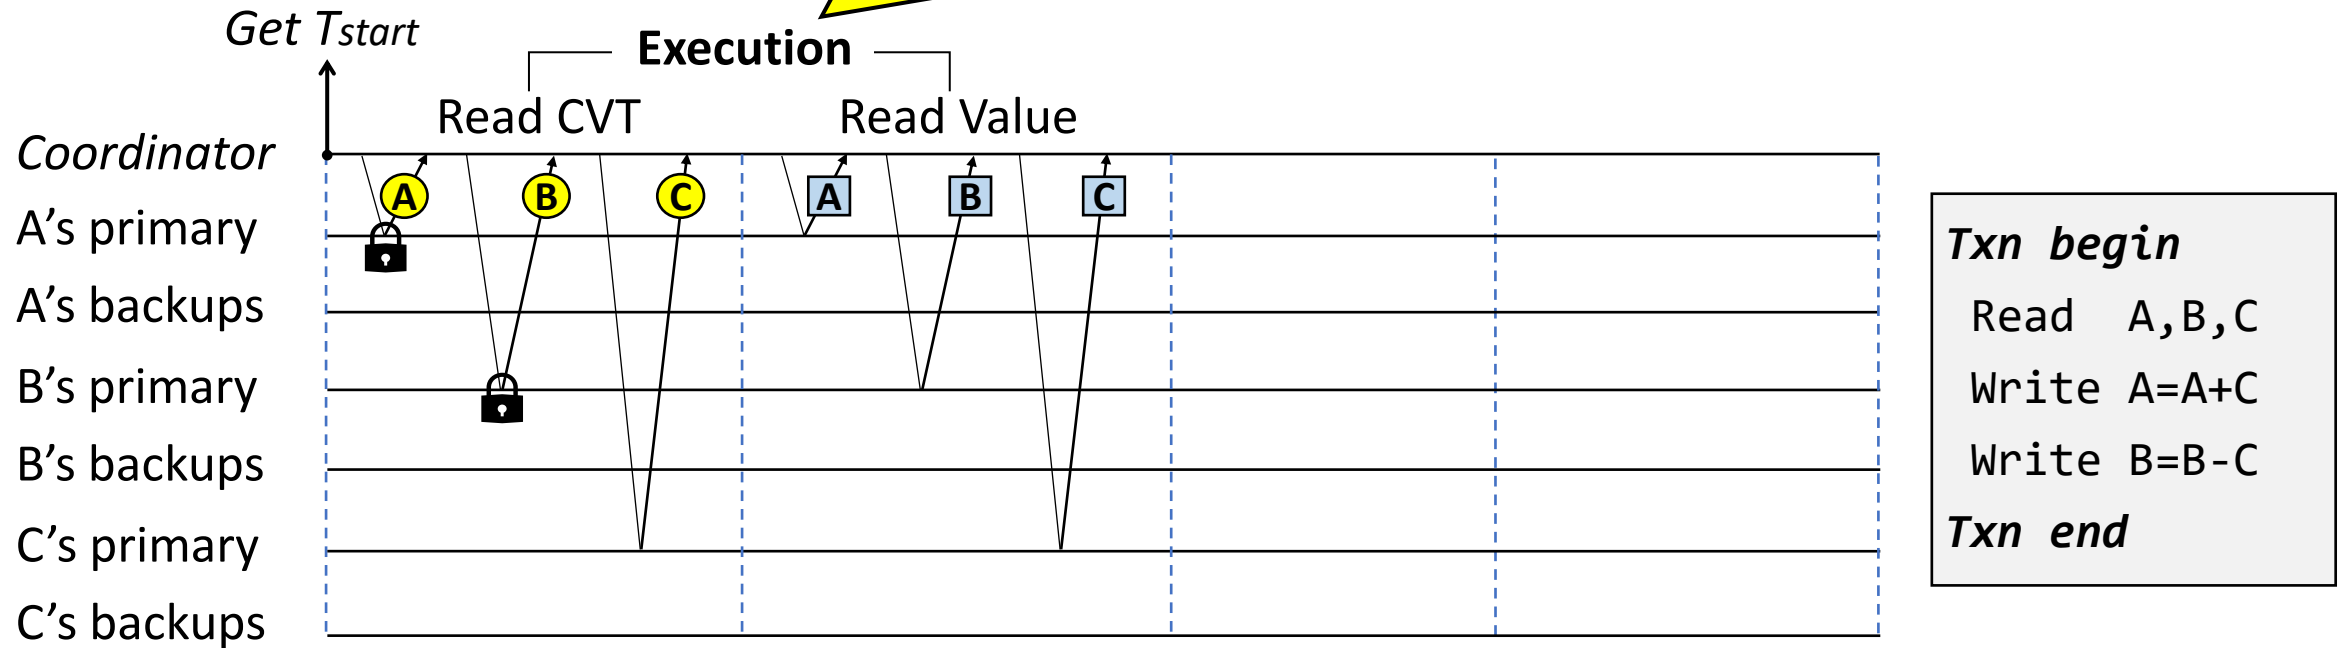 Get Tstart
Execution
Read CVT
Read Value
Coordinator
A B C A B C
A's primary
A's backups
B's primary
B's backups
C's primary
C's backups
Txn begin
Read A,B,C
Write A=A+C
Write B=B-C
Txn end